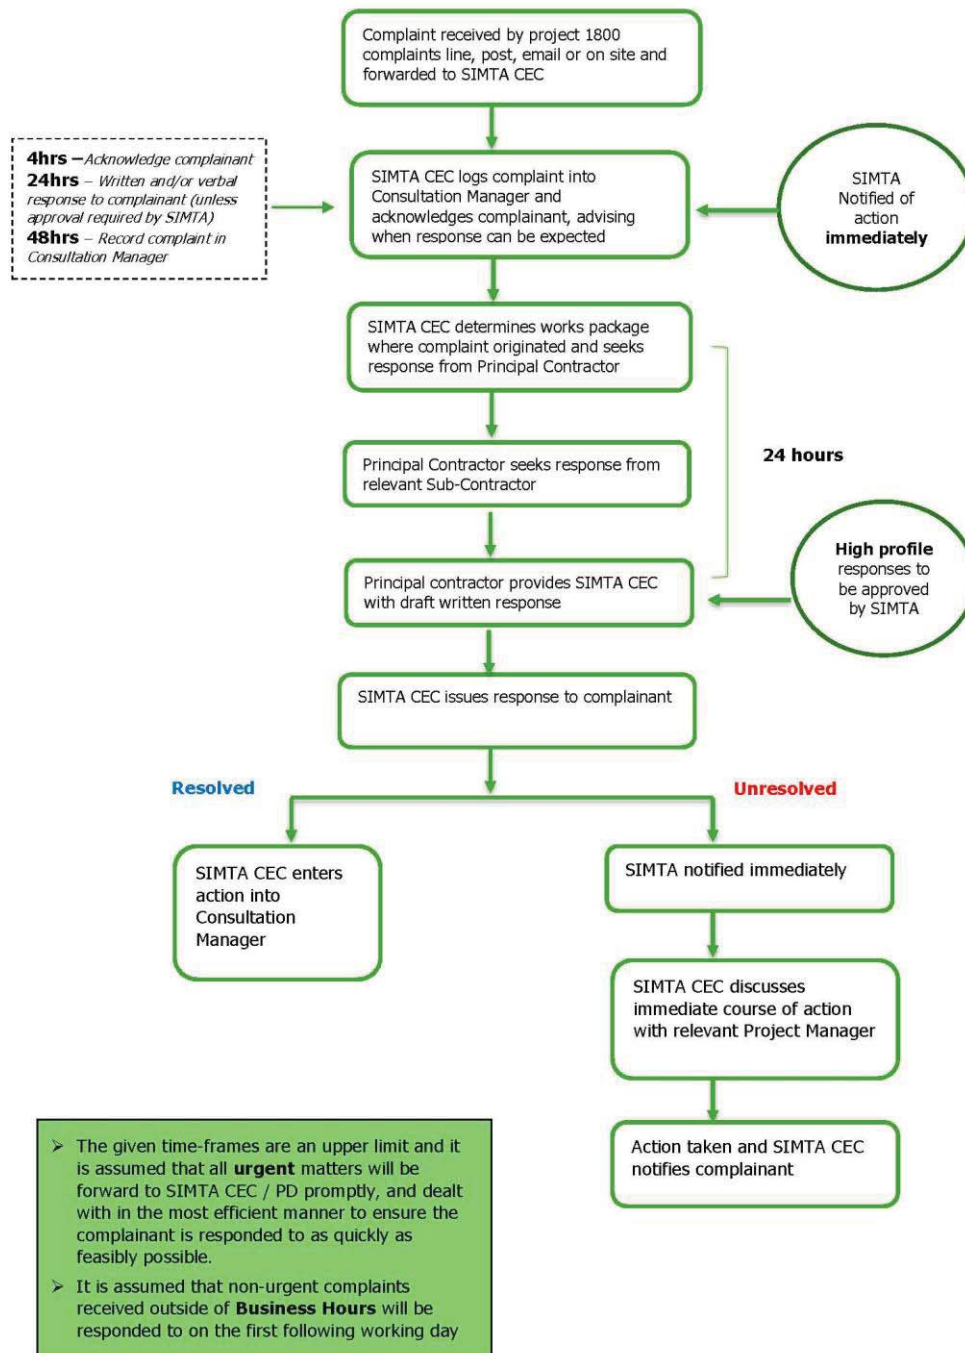 Complaint received by project 1800
complaints line, post, email or on site and
forwarded to SIMTA CEC
4hrs – Acknowledge complainant
24hrs – Written and/or verbal
response to complainant (unless
approval required by SIMTA)
48hrs – Record complaint in
Consultation Manager
SIMTA CEC logs complaint into
Consultation Manager and
acknowledges complainant, advising
when response can be expected
SIMTA
Notified of
action
immediately
SIMTA CEC determines works package
where complaint originated and seeks
response from Principal Contractor
24 hours
Principal Contractor seeks response from
relevant Sub-Contractor
High profile
responses to
be approved
by SIMTA
Principal contractor provides SIMTA CEC
with draft written response
SIMTA CEC issues response to complainant
Resolved
Unresolved
SIMTA CEC enters
action into
Consultation
Manager
SIMTA notified immediately
SIMTA CEC discusses
immediate course of action
with relevant Project Manager
Action taken and SIMTA CEC
notifies complainant
➢ The given time-frames are an upper limit and it
is assumed that all urgent matters will be
forward to SIMTA CEC / PD promptly, and dealt
with in the most efficient manner to ensure the
complainant is responded to as quickly as
feasibly possible.
➢ It is assumed that non-urgent complaints
received outside of Business Hours will be
responded to on the first following working day